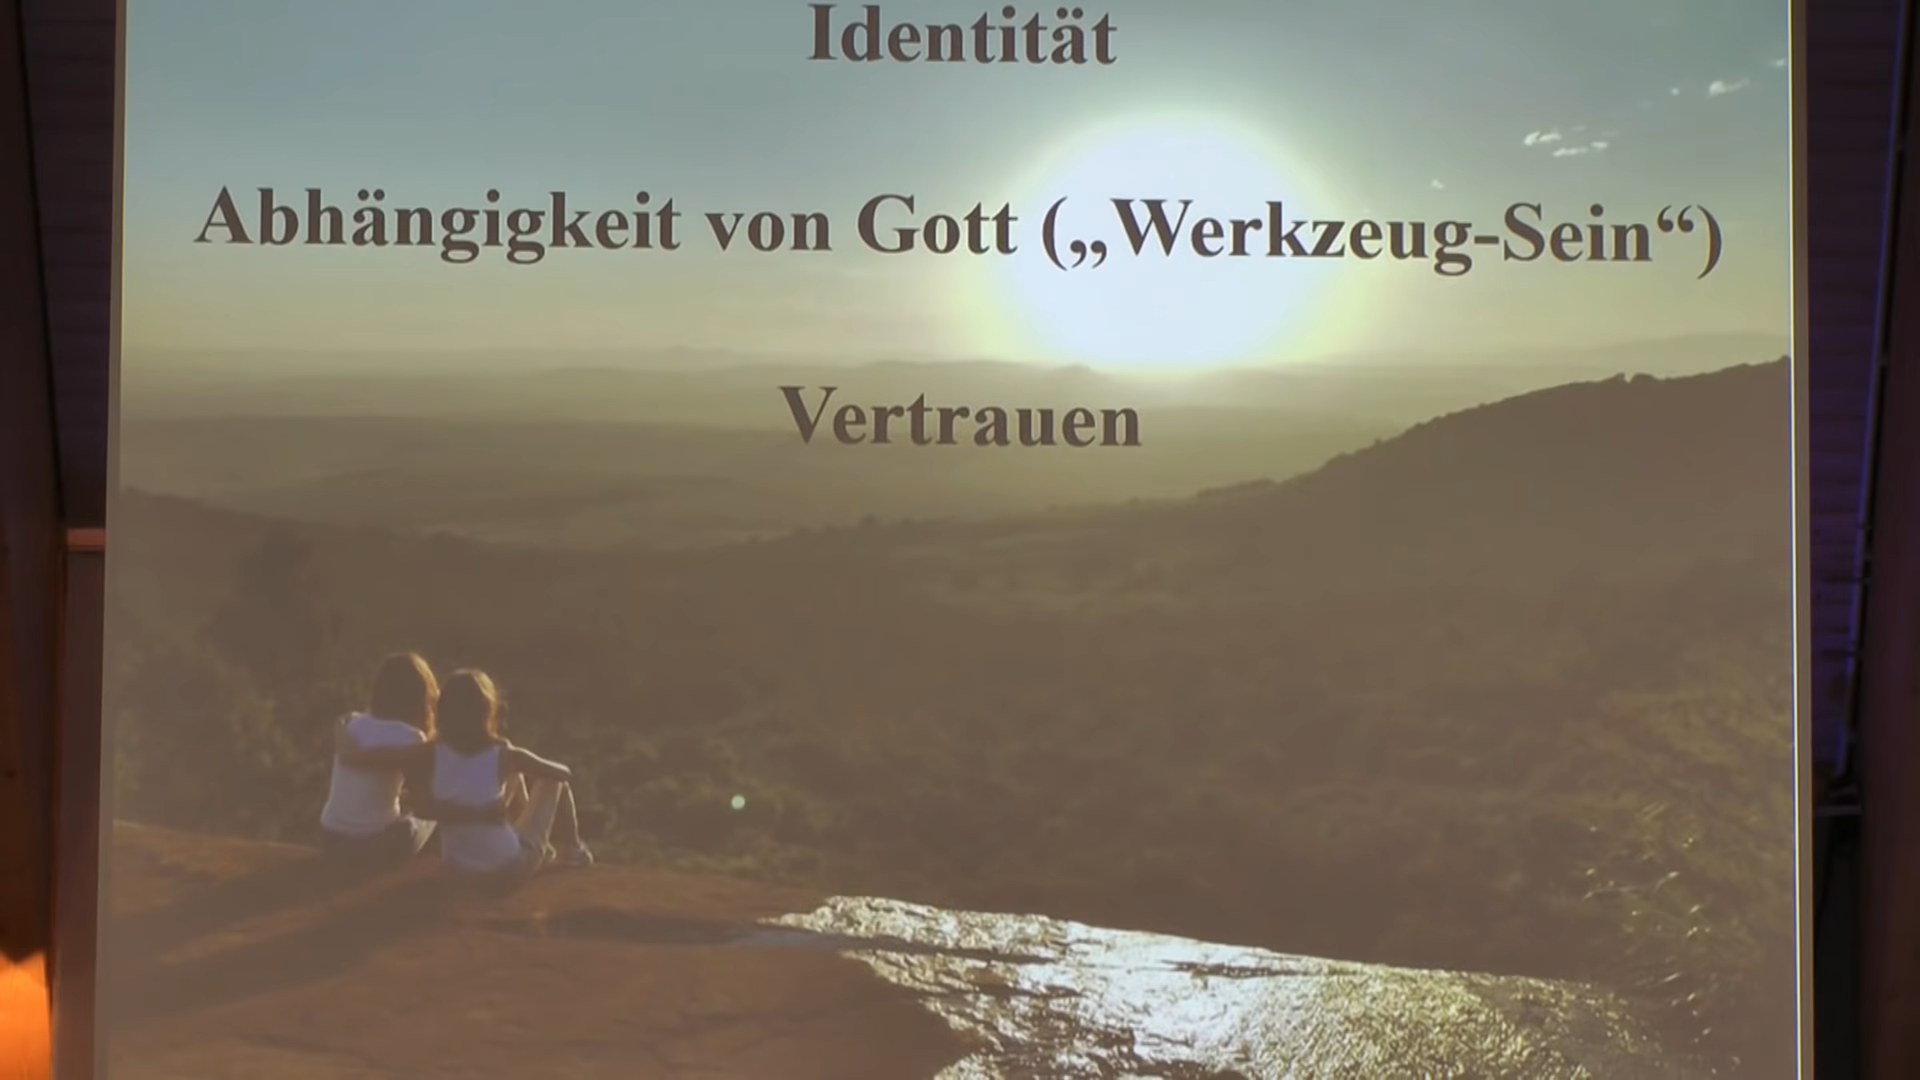 Identität
Abhängigkeit von Gott („Werkzeug-Sein“)
Vertrauen